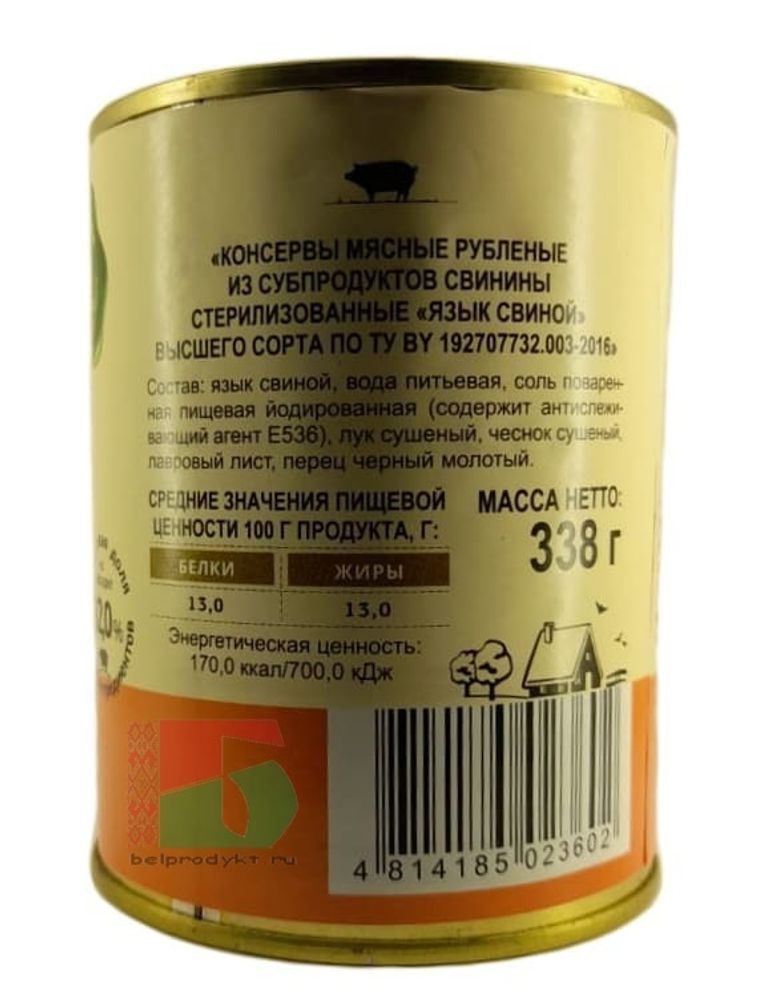 «КОНСЕРВЫ МЯСНЫЕ РУБЛЕНЫЕ
ИЗ СУБПРОДУКТОВ СВИНИНЫ
СТЕРИЛИЗОВАННЫЕ «ЯЗЫК СВИНОЙ»
ВЫСШЕГО СОРТА ПО ТУ BY 192707732.003-2016»
Состав: язык свиной, вода питьевая, соль поварен-
ная пищевая йодированная (содержит антислежи-
вающий агент Е536), лук сушеный, чеснок сушеный,
лавровый лист, перец черный молотый.
СРЕДНИЕ ЗНАЧЕНИЯ ПИЩЕВОЙ
ЦЕННОСТИ 100 Г ПРОДУКТА, Г:
БЕЛКИ ЖИРЫ
13,0 13,0
Энергетическая ценность:
170,0 ккал/700,0 кДж
МАССА НЕТТО:
338 г
доля
20%
belprodykt ru
4 814185 023602